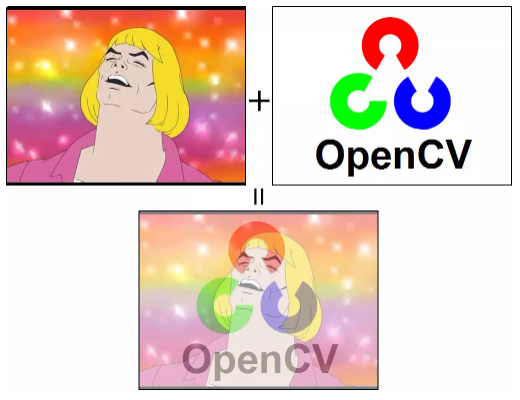 +
OpenCV
=
OpenCV